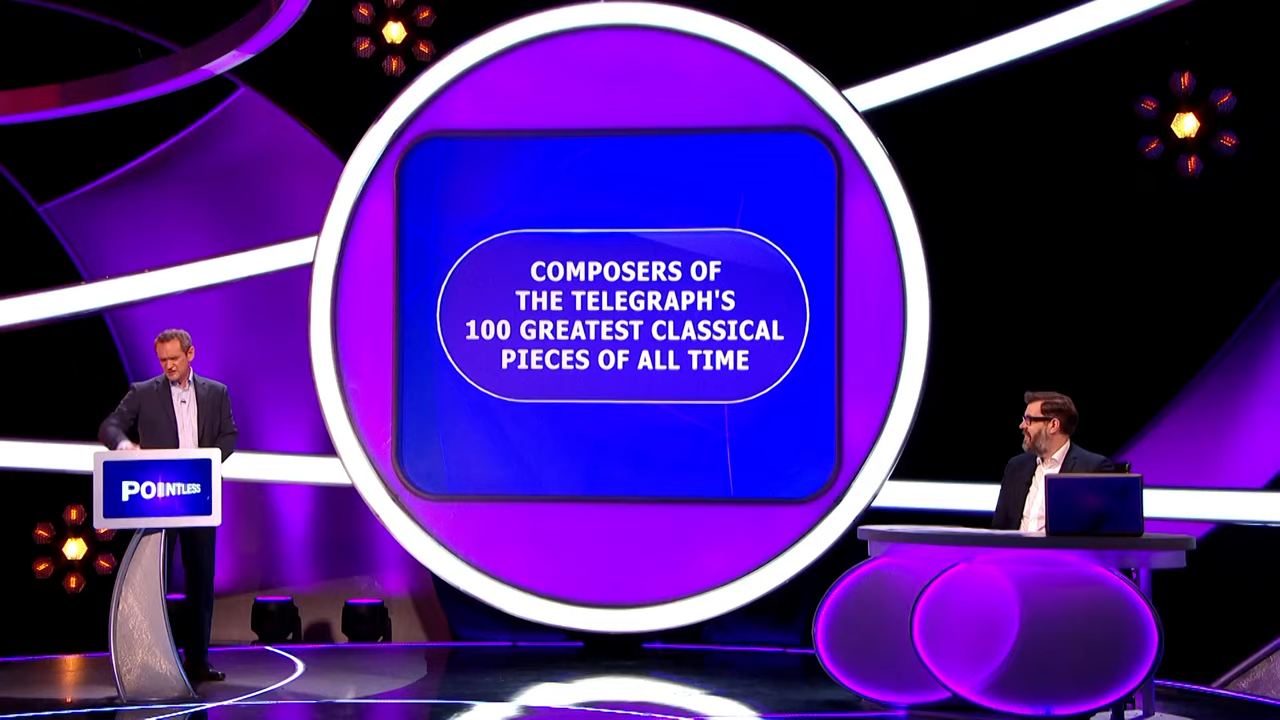 COMPOSERS OF
THE TELEGRAPH'S
100 GREATEST CLASSICAL
PIECES OF ALL TIME
POINTLESS